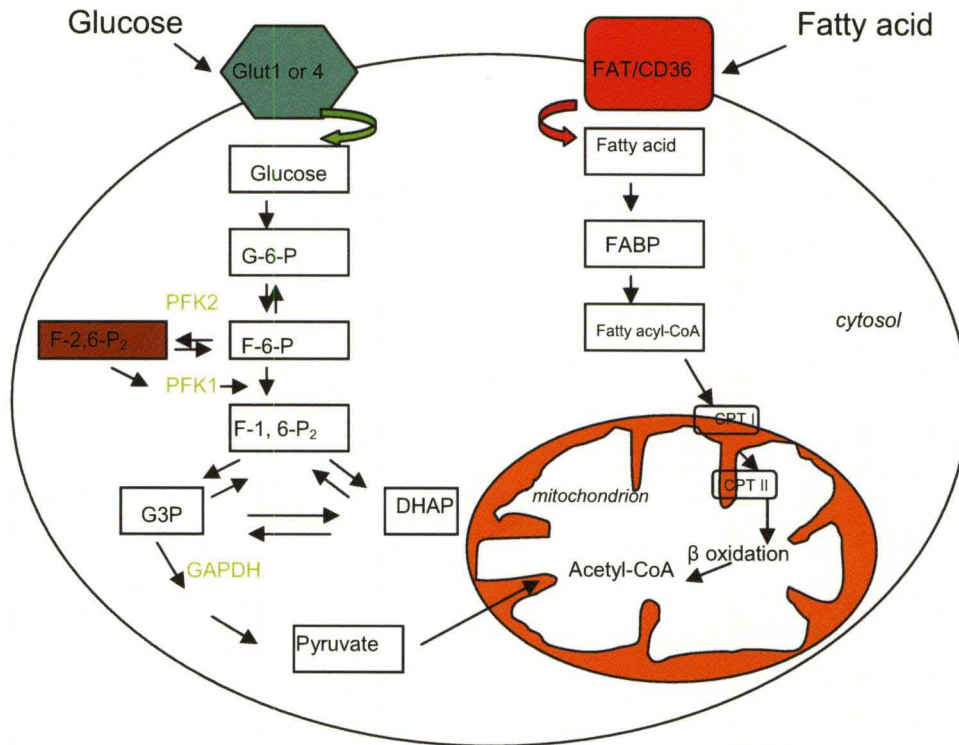 Glucose
Fatty acid
Glut1 or 4
FAT/CD36
Glucose
Fatty acid
G-6-P
FABP
PFK2
F-2,6-P₂
F-6-P
Fatty acyl-CoA
cytosol
PFK1
F-1, 6-P₂
CPT I
CPT II
mitochondrion
G3P
DHAP
β oxidation
Acetyl-CoA
GAPDH
Pyruvate